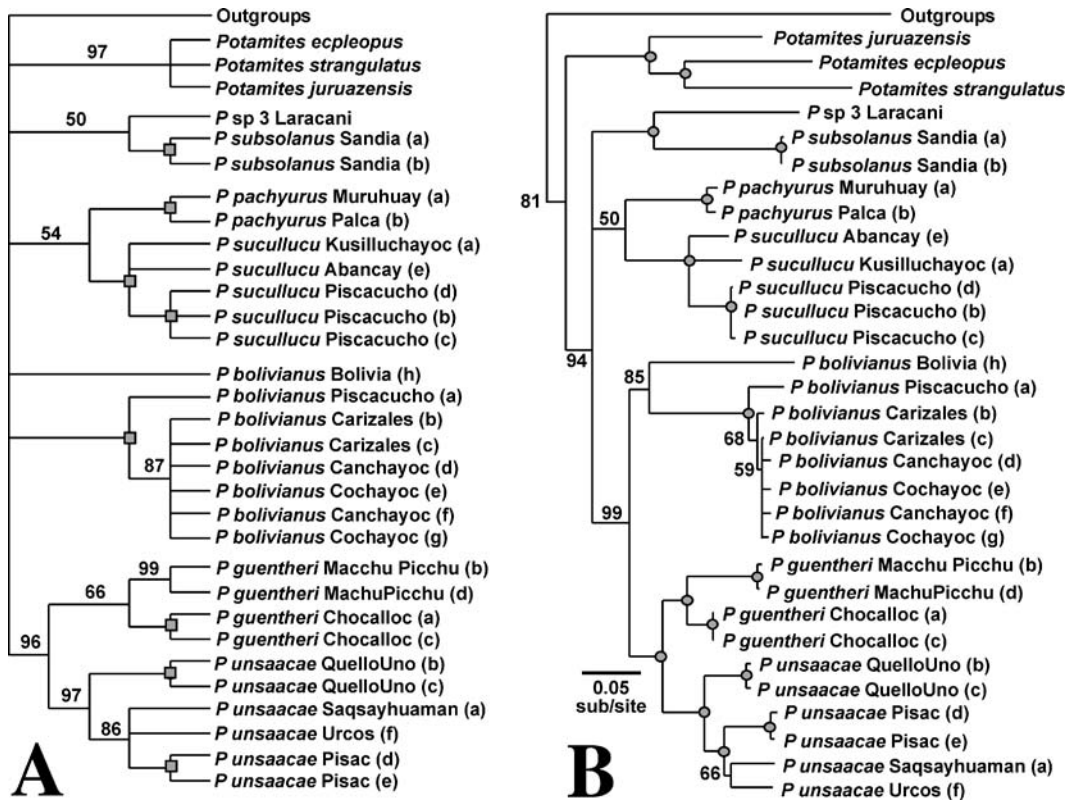 Outgroups
Potamites ecpleopus
97
Potamites strangulatus
Potamites juruazensis
P sp 3 Laracani
50
P subsolanus Sandia (a)
P subsolanus Sandia (b)
P pachyurus Muruhuay (a)
P pachyurus Palca (b)
54
P sucullucu Kusilluchayoc (a)
P sucullucu Abancay (e)
P sucullucu Piscacucho (d)
P sucullucu Piscacucho (b)
P sucullucu Piscacucho (c)
P bolivianus Bolivia (h)
P bolivianus Piscacucho (a)
P bolivianus Carizales (b)
P bolivianus Carizales (c)
87
P bolivianus Canchayoc (d)
P bolivianus Cochayoc (e)
P bolivianus Canchayoc (f)
P bolivianus Cochayoc (g)
99
P guentheri Macchu Picchu (b)
66
P guentheri MachuPicchu (d)
P guentheri Chocalloc (a)
P guentheri Chocalloc (c)
96
P unsaacae QuelloUno (b)
P unsaacae QuelloUno (c)
97
P unsaacae Saqsayhuaman (a)
86
P unsaacae Urcos (f)
P unsaacae Pisac (d)
P unsaacae Pisac (e)
A
Outgroups
Potamites juruazensis
Potamites ecpleopus
Potamites strangulatus
P sp 3 Laracani
P subsolanus Sandia (a)
P subsolanus Sandia (b)
81
P pachyurus Muruhuay (a)
P pachyurus Palca (b)
50
P sucullucu Abancay (e)
P sucullucu Kusilluchayoc (a)
P sucullucu Piscacucho (d)
P sucullucu Piscacucho (b)
P sucullucu Piscacucho (c)
94
P bolivianus Bolivia (h)
85
P bolivianus Piscacucho (a)
P bolivianus Carizales (b)
68
P bolivianus Carizales (c)
59
P bolivianus Canchayoc (d)
P bolivianus Cochayoc (e)
P bolivianus Canchayoc (f)
99
P bolivianus Cochayoc (g)
P guentheri Macchu Picchu (b)
P guentheri MachuPicchu (d)
P guentheri Chocalloc (a)
P guentheri Chocalloc (c)
P unsaacae QuelloUno (b)
P unsaacae QuelloUno (c)
0.05
sub/site
P unsaacae Pisac (d)
P unsaacae Pisac (e)
66
P unsaacae Saqsayhuaman (a)
P unsaacae Urcos (f)
B